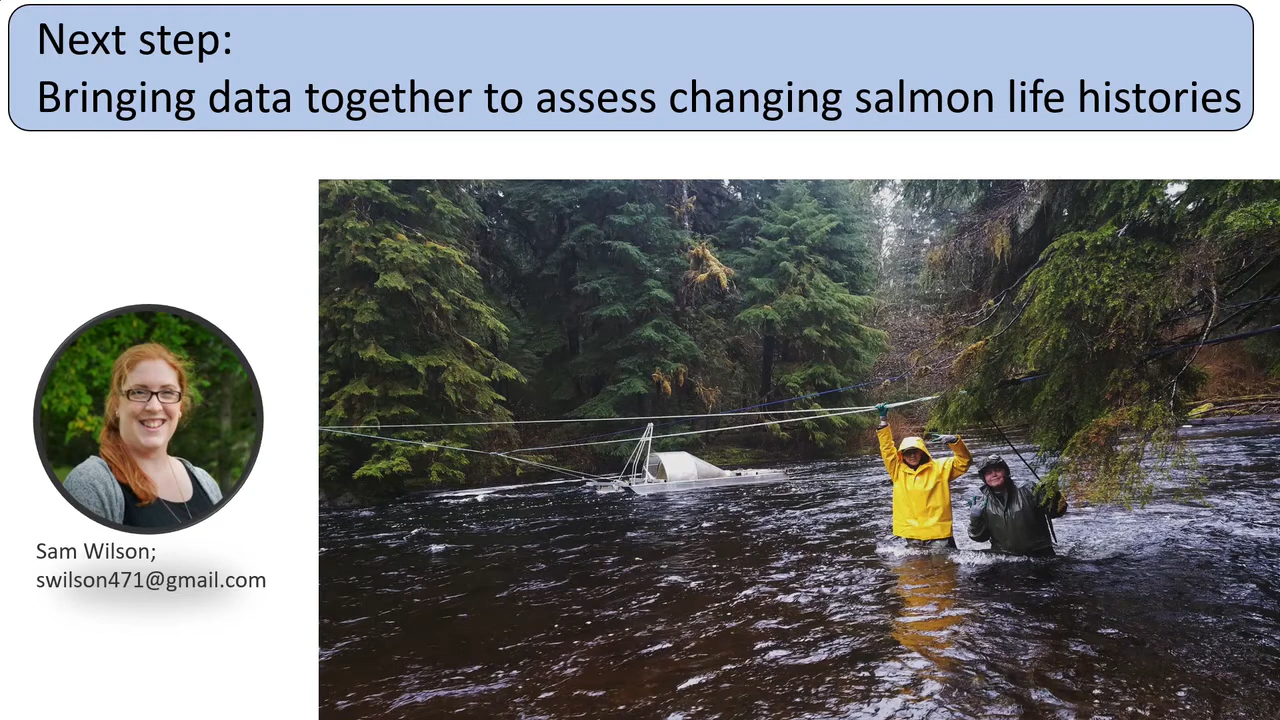 Next step:
Bringing data together to assess changing salmon life histories
Sam Wilson;
swilson471@gmail.com